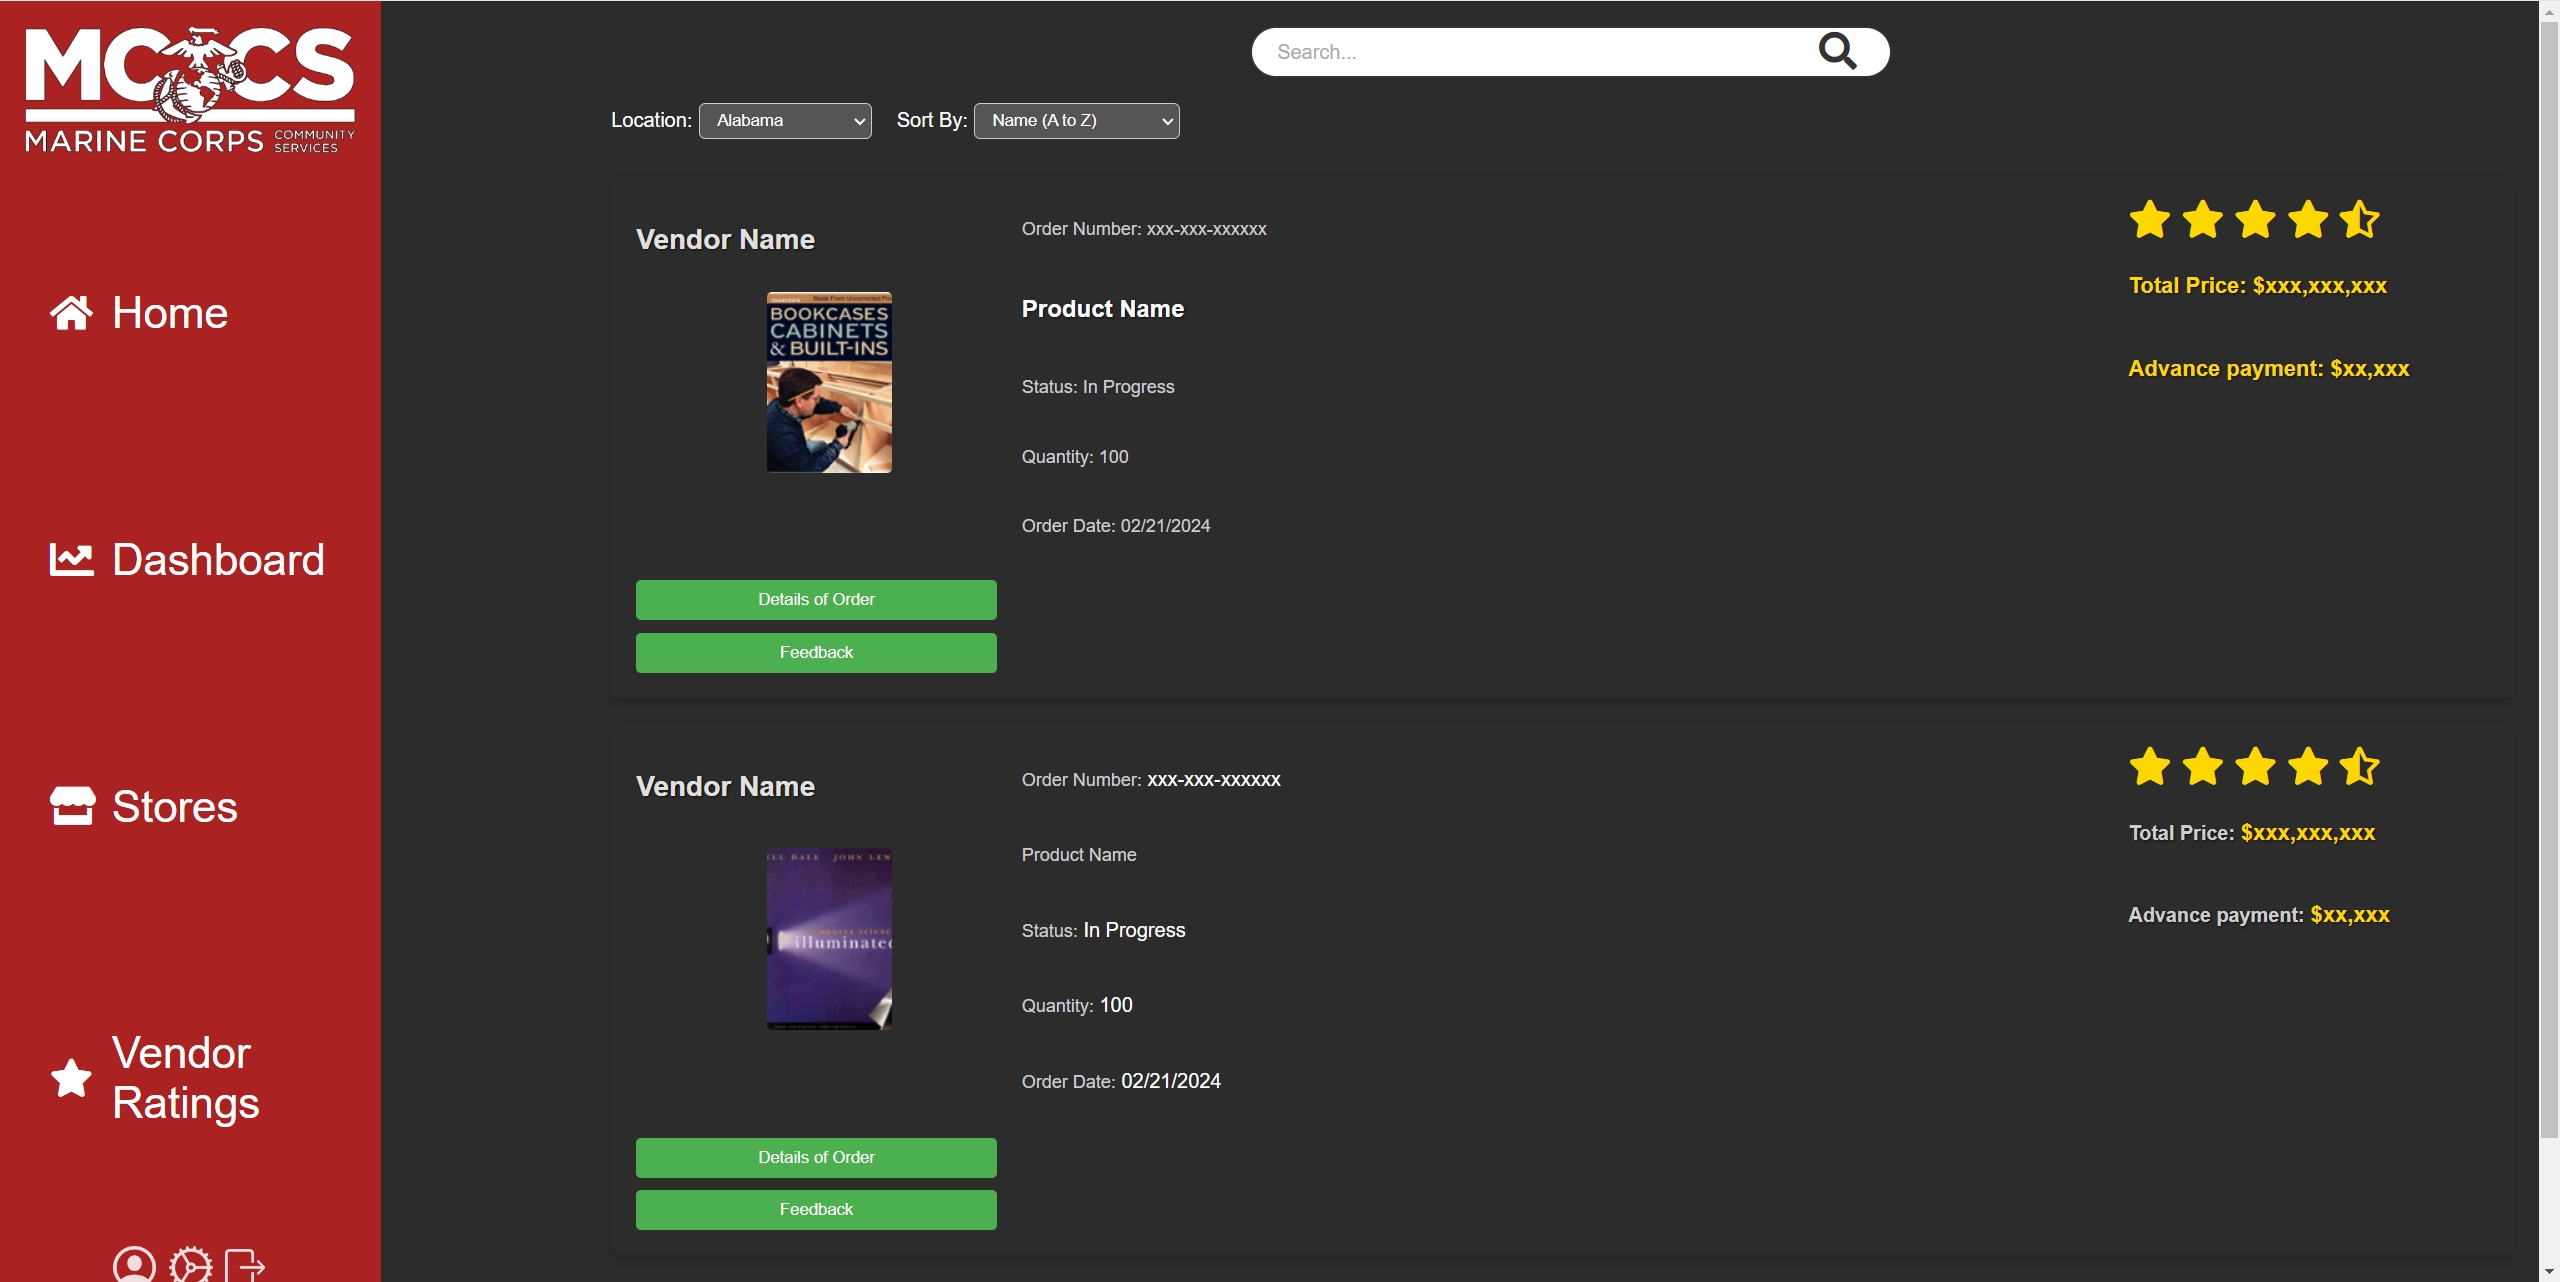 MCCS
MARINE CORPS COMMUNITY SERVICES
Home
Dashboard
Stores
Vendor
Ratings
Search...
Location: Alabama Sort By: Name (A to Z)
Vendor Name
BOOKCASES
CABINETS
& BUILT-INS
Details of Order
Feedback
Order Number: xxx-xxx-xxxxxx
Product Name
Status: In Progress
Quantity: 100
Order Date: 02/21/2024
Total Price: $xxx,xxx,xxx
Advance payment: $xx,xxx
Vendor Name
DALE JOHN LEW
illuminated
Details of Order
Feedback
Order Number: xxx-xxx-xxxxxx
Product Name
Status: In Progress
Quantity: 100
Order Date: 02/21/2024
Total Price: $xxx,xxx,xxx
Advance payment: $xx,xxx